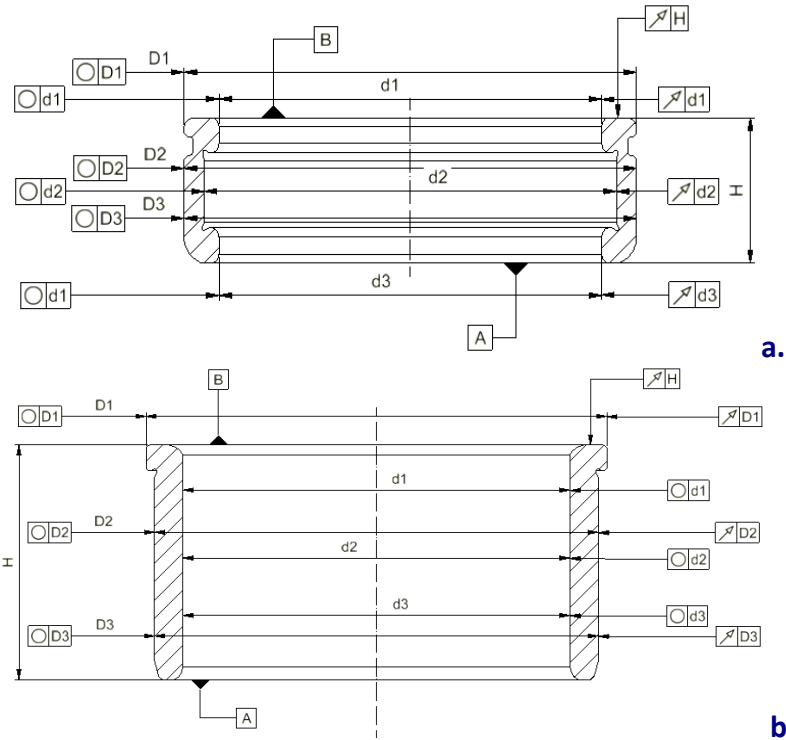 B
H
D1
○ D1
d1
○ d1
d1
D2
○ D2
d2
○ d2
d2
D3
○ D3
H
d3
○ d1
d3
A
a.
B
H
D1
○ D1
D1
d1
○ d1
D2
○ D2
D2
d2
○ d2
H
d3
○ d3
D3
○ D3
D3
A
b